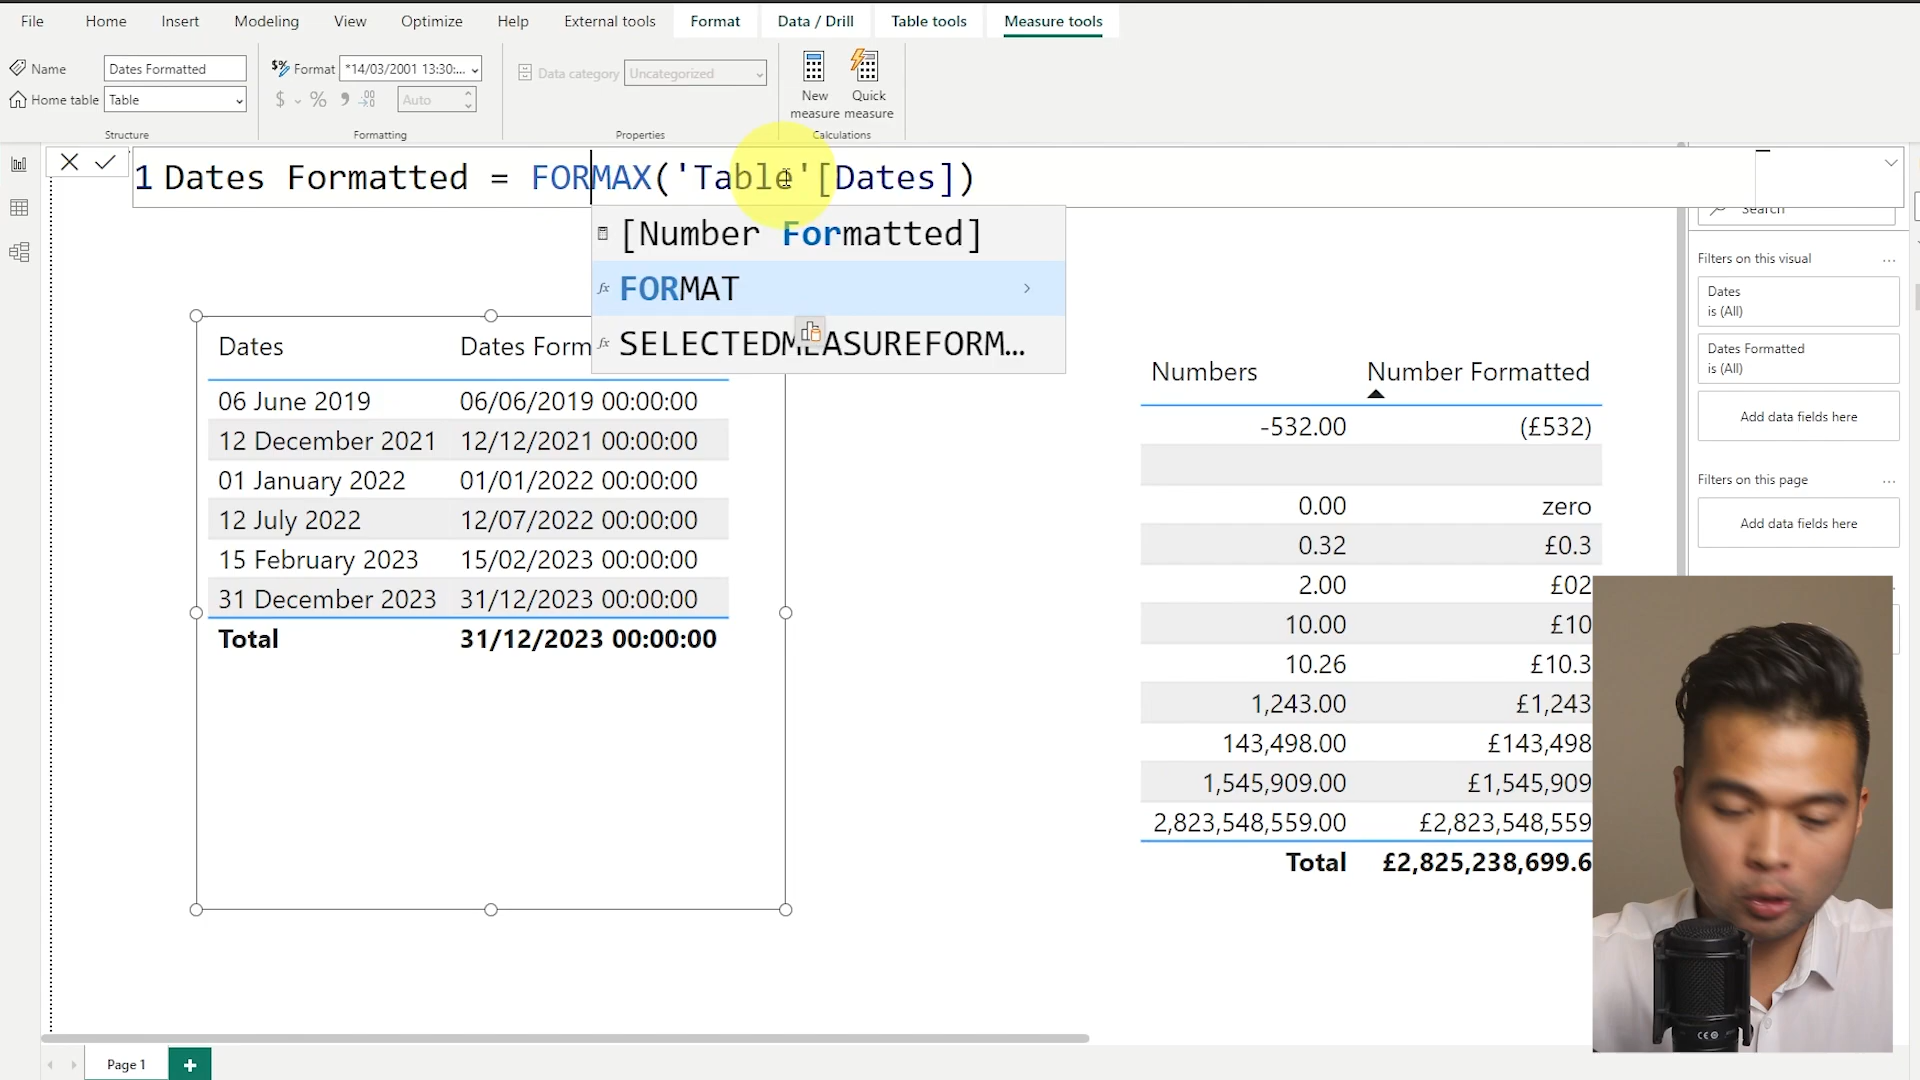 File Home Insert Modeling View Optimize Help External tools Format Data / Drill Table tools Measure tools
Name Dates Formatted
Home table Table
Structure
Format *14/03/2001 13:30:...
$ % Auto
Formatting
Data category Uncategorized
Properties
New measure
Quick measure
Calculations
1 Dates Formatted = FORMAX('Table'[Dates])
[Number Formatted]
FORMAT
SELECTEDMEASUREFORM…
Dates Dates Form
06 June 2019 06/06/2019 00:00:00
12 December 2021 12/12/2021 00:00:00
01 January 2022 01/01/2022 00:00:00
12 July 2022 12/07/2022 00:00:00
15 February 2023 15/02/2023 00:00:00
31 December 2023 31/12/2023 00:00:00
Total 31/12/2023 00:00:00
Numbers Number Formatted
-532.00 (£532)
0.00 zero
0.32 £0.3
2.00 £02
10.00 £10
10.26 £10.3
1,243.00 £1,243
143,498.00 £143,498
1,545,909.00 £1,545,909
2,823,548,559.00 £2,823,548,559
Total £2,825,238,699.6
Search
Filters on this visual ...
Dates
is (All)
Dates Formatted
is (All)
Add data fields here
Filters on this page ...
Add data fields here
Page 1